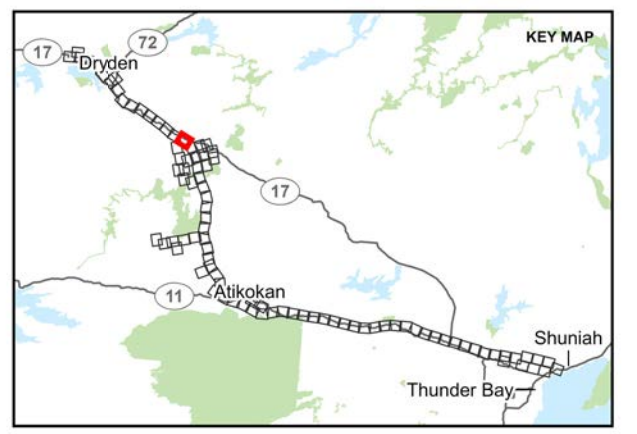 KEY MAP
72
17
Dryden
17
Atikokan
11
Shuniah
Thunder Bay